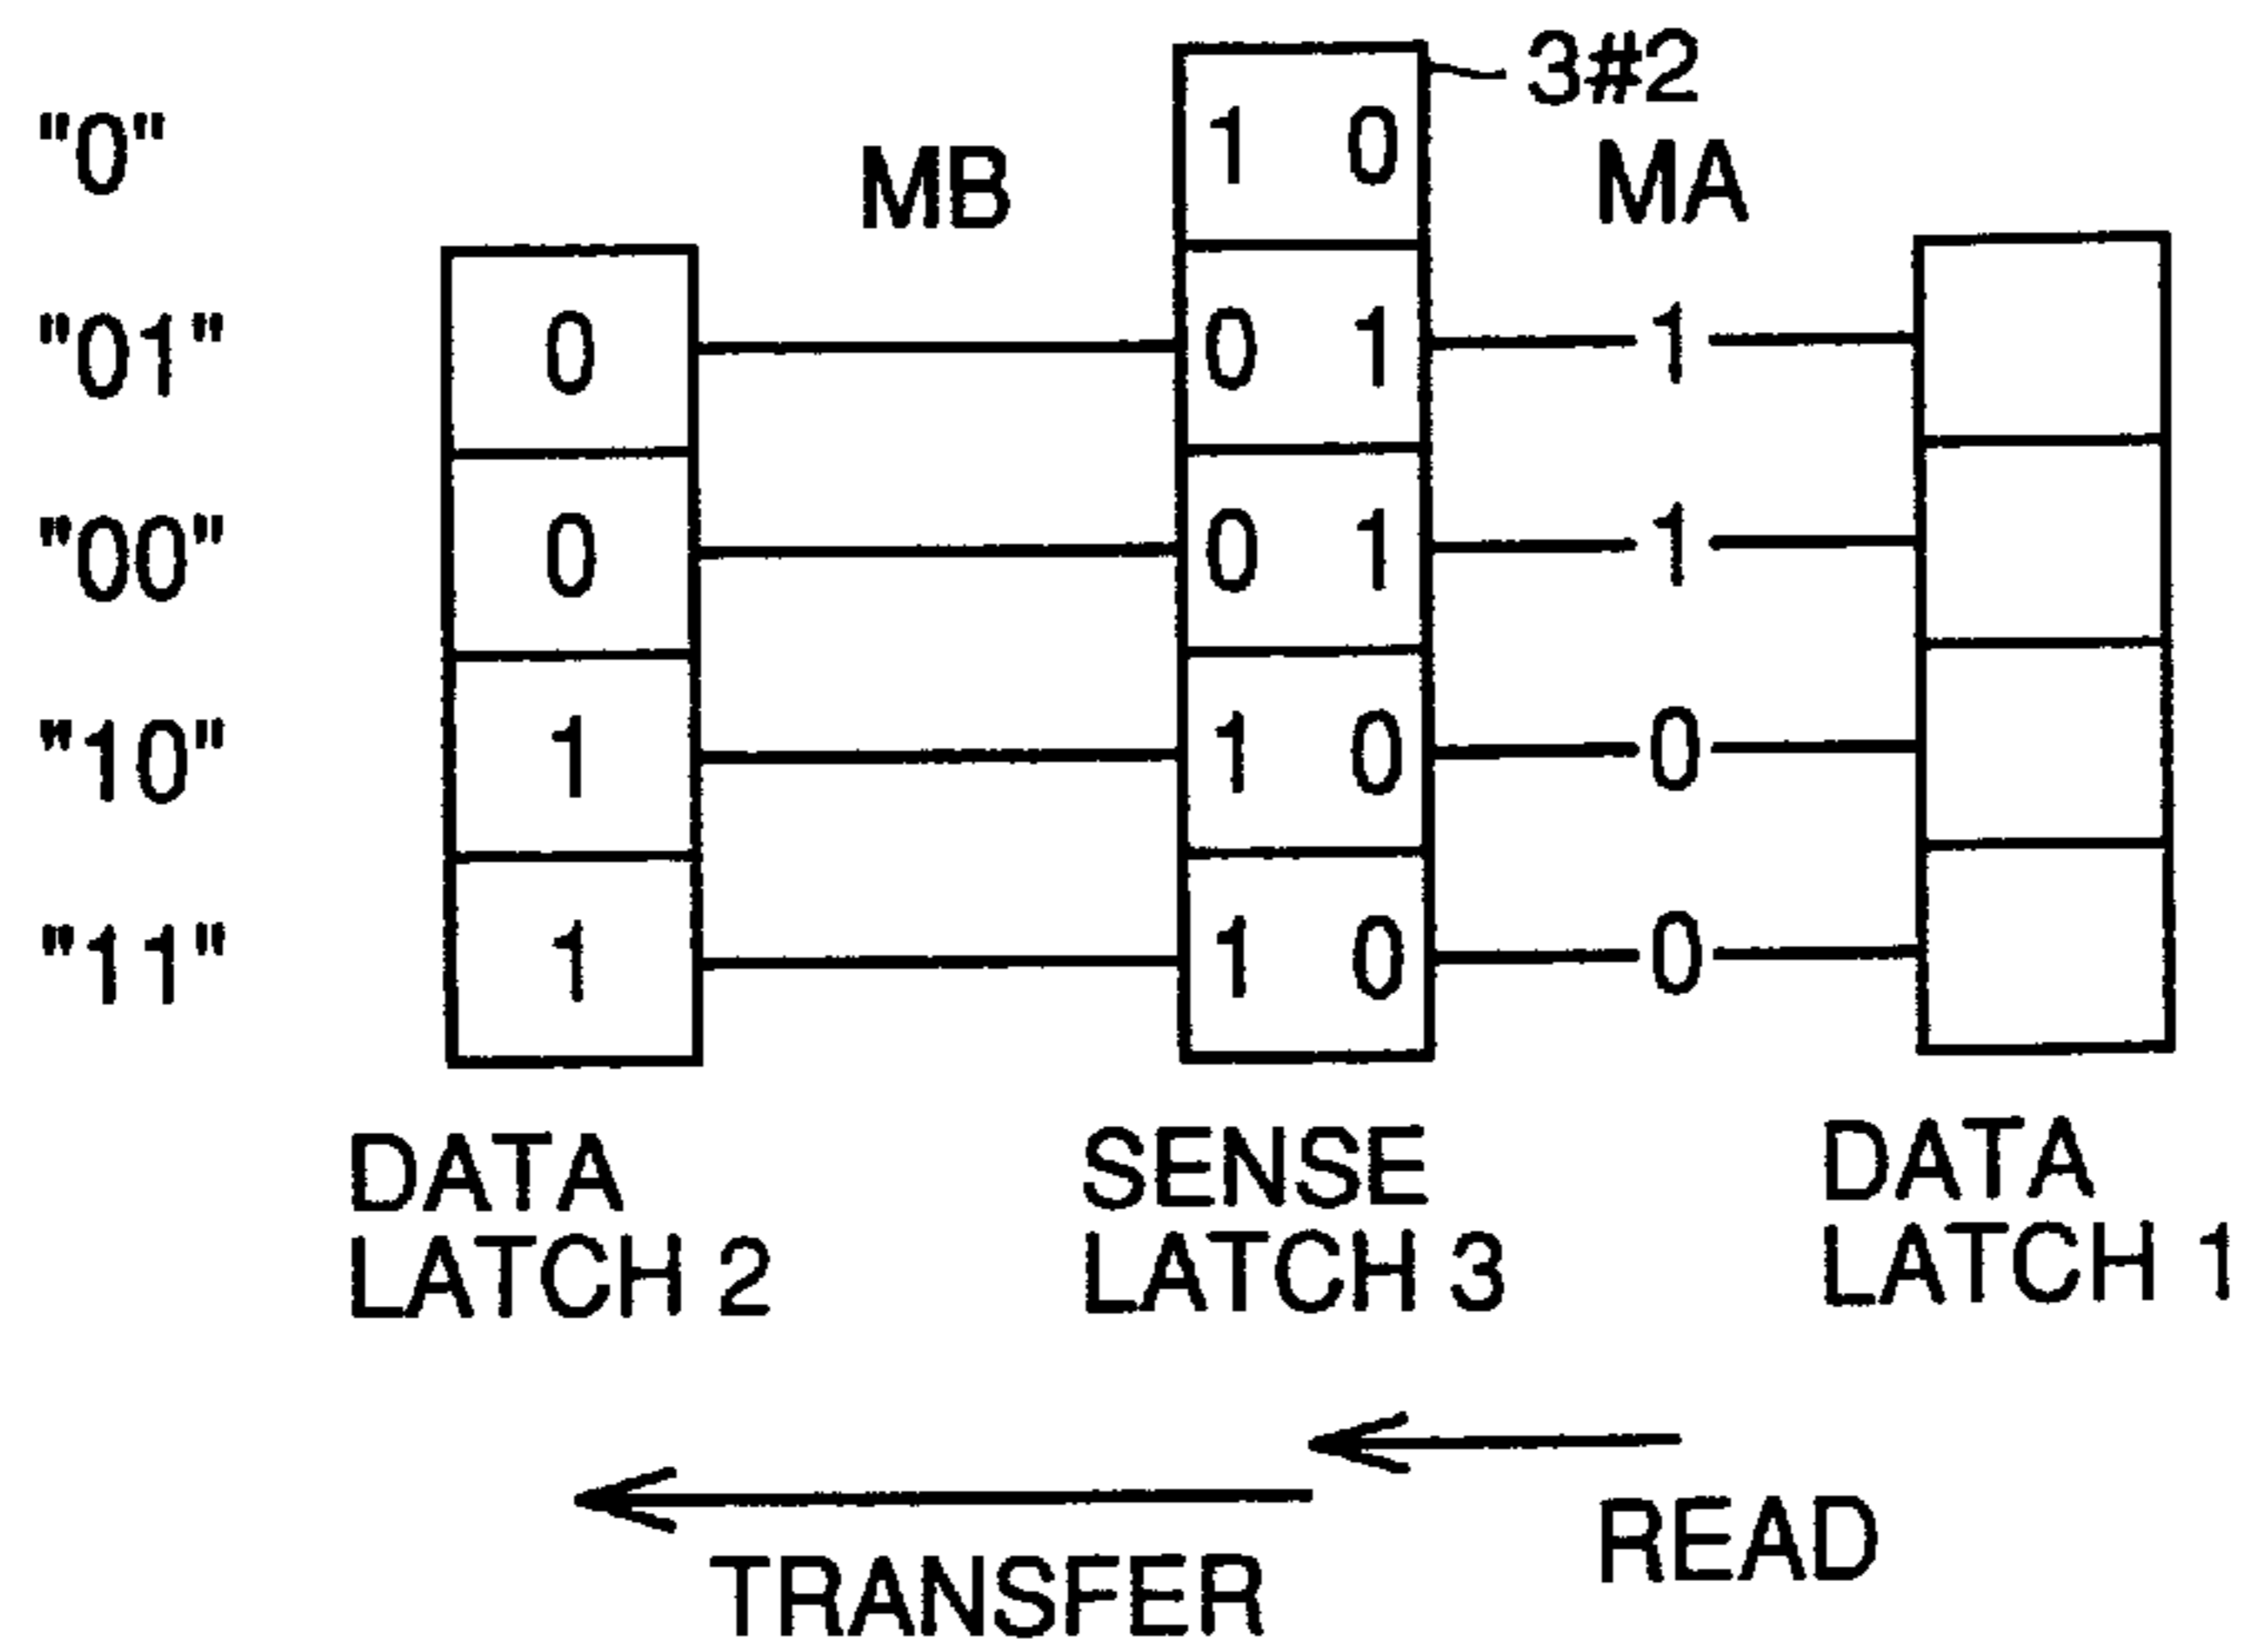 3#2
"0" 1 0
MB MA
"01" 0 0 1 1
"00" 0 0 1 1
"10" 1 1 0 0
"11" 1 1 0 0
DATA SENSE DATA
LATCH 2 LATCH 3 LATCH 1
READ
TRANSFER